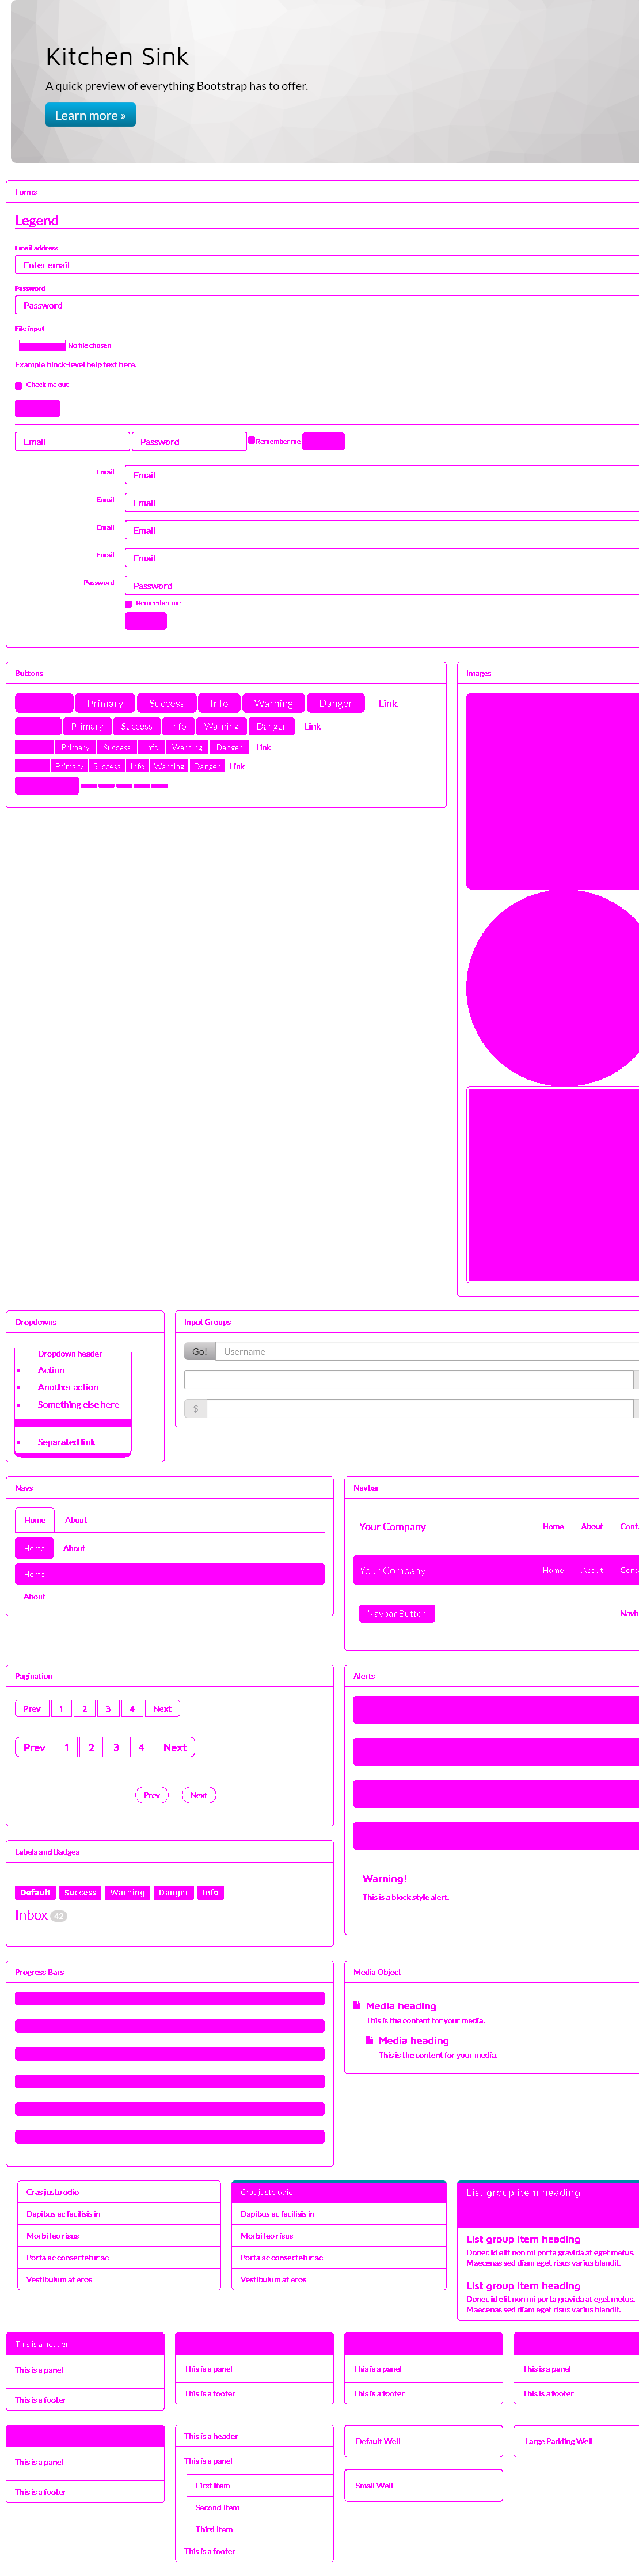 Kitchen Sink
A quick preview of everything Bootstrap has to offer.
Learn more »
Forms
Legend
Email address
Enter email
Password
Password
File input
No file chosen
Example block-level help text here.
Check me out
Email Password Remember me
Email Email
Email Email
Email Email
Email Email
Password Password
Remember me
Buttons
Images
Primary Success Info Warning Danger Link
Primary Success Info Warning Danger Link
Primary Success Info Warning Danger Link
Primary Success Info Warning Danger Link
Dropdowns
Dropdown header
Action
Another action
Something else here
Separated link
Input Groups
Go! Username
$
Navs
Home About
Home About
Home
About
Navbar
Your Company Home About
Your Company Home About
Navbar Button
Pagination
Prev 1 2 3 4 Next
Prev 1 2 3 4 Next
Prev Next
Alerts
Warning!
This is a block style alert.
Labels and Badges
Default Success Warning Danger Info
Inbox 42
Progress Bars
Media Object
Media heading
This is the content for your media.
Media heading
This is the content for your media.
Cras justo odio
Dapibus ac facilisis in
Morbi leo risus
Porta ac consectetur ac
Vestibulum at eros
Cras justo odio
Dapibus ac facilisis in
Morbi leo risus
Porta ac consectetur ac
Vestibulum at eros
List group item heading
List group item heading
Donec id elit non mi porta gravida at eget metus.
Maecenas sed diam eget risus varius blandit.
List group item heading
Donec id elit non mi porta gravida at eget metus.
Maecenas sed diam eget risus varius blandit.
This is a header
This is a panel
This is a footer
This is a panel
This is a footer
This is a panel
This is a footer
This is a panel
This is a footer
This is a panel
This is a footer
This is a header
This is a panel
First Item
Second Item
Third Item
This is a footer
Default Well
Small Well
Large Padding Well